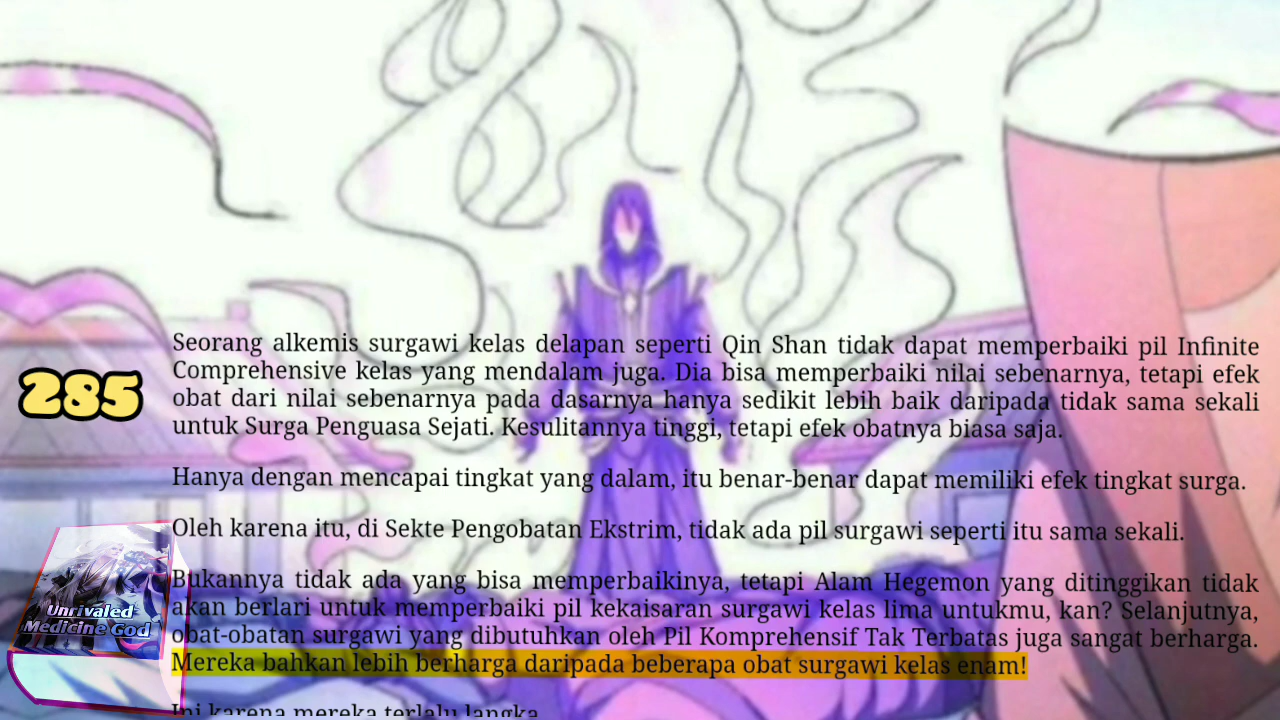 Seorang alkemis surgawi kelas delapan seperti Qin Shan tidak dapat memperbaiki pil Infinite
Comprehensive kelas yang mendalam juga. Dia bisa memperbaiki nilai sebenarnya, tetapi efek
obat dari nilai sebenarnya pada dasarnya hanya sedikit lebih baik daripada tidak sama sekali
untuk Surga Penguasa Sejati. Kesulitannya tinggi, tetapi efek obatnya biasa saja.
285
Hanya dengan mencapai tingkat yang dalam, itu benar-benar dapat memiliki efek tingkat surga.
Oleh karena itu, di Sekte Pengobatan Ekstrim, tidak ada pil surgawi seperti itu sama sekali.
Bukannya tidak ada yang bisa memperbaikinya, tetapi Alam Hegemon yang ditinggikan tidak
akan berlari untuk memperbaiki pil kekaisaran surgawi kelas lima untukmu, kan? Selanjutnya,
obat-obatan surgawi yang dibutuhkan oleh Pil Komprehensif Tak Terbatas juga sangat berharga.
Mereka bahkan lebih berharga daripada beberapa obat surgawi kelas enam!
Ini karena mereka terlalu langka
Unrivaled
Medicine God